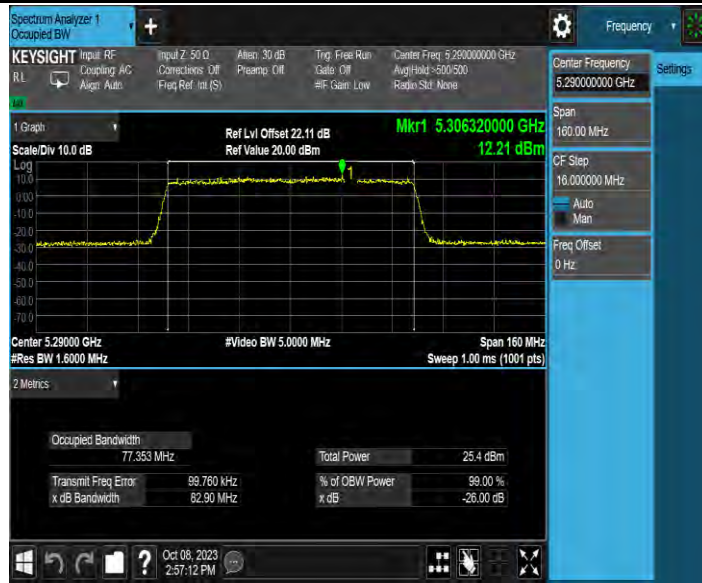 Spectrum Analyzer 1
Occupied BW
+
Frequency
KEYSIGHT
Input: RF
Coupling: AC
Align: Auto
Input Z: 50 Ω
Corrections: Off
Freq Ref: Int (S)
Atten: 30 dB
Preamp: Off
Trig: Free Run
Gate: Off
#IF Gain: Low
Center Freq: 5.290000000 GHz
Avg|Hold:>500/500
Radio Std: None
RL
Center Frequency
5.290000000 GHz
Settings
Span
160.00 MHz
CF Step
16.000000 MHz
Auto
Man
Freq Offset
0 Hz
1 Graph
Scale/Div 10.0 dB
Ref Lvl Offset 22.11 dB
Ref Value 20.00 dBm
Mkr1 5.306320000 GHz
12.21 dBm
Log
10.0
0.00
-10.0
-20.0
-30.0
-40.0
-50.0
-60.0
-70.0
1
Center 5.29000 GHz
#Video BW 5.0000 MHz
Span 160 MHz
#Res BW 1.6000 MHz
Sweep 1.00 ms (1001 pts)
2 Metrics
Occupied Bandwidth
77.353 MHz
Total Power 25.4 dBm
Transmit Freq Error 99.760 kHz
% of OBW Power 99.00 %
x dB Bandwidth 82.90 MHz
x dB -26.00 dB
?
Oct 08, 2023
2:57:12 PM